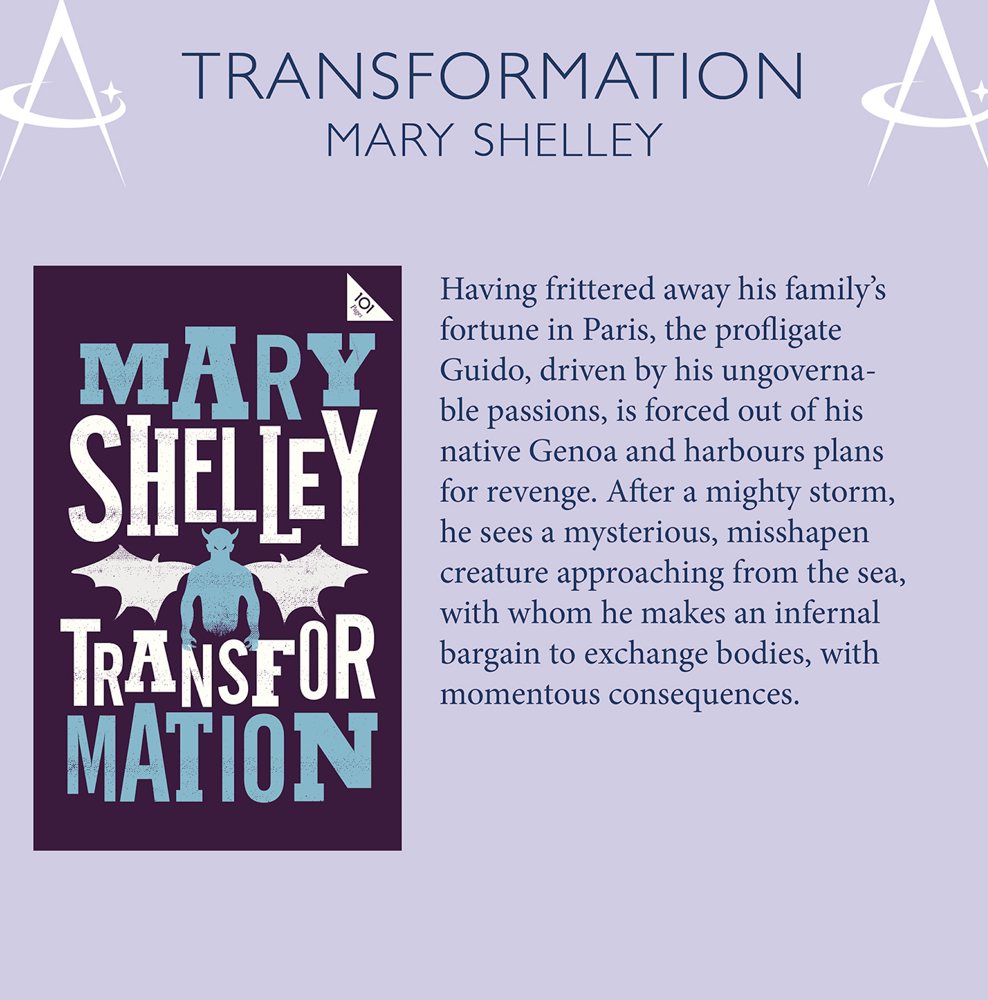 TRANSFORMATION
MARY SHELLEY
101
Pages
MARY
SHELLEY
TRANSFOR
MATION
Having frittered away his family’s
fortune in Paris, the profligate
Guido, driven by his ungoverna-
ble passions, is forced out of his
native Genoa and harbours plans
for revenge. After a mighty storm,
he sees a mysterious, misshapen
creature approaching from the sea,
with whom he makes an infernal
bargain to exchange bodies, with
momentous consequences.